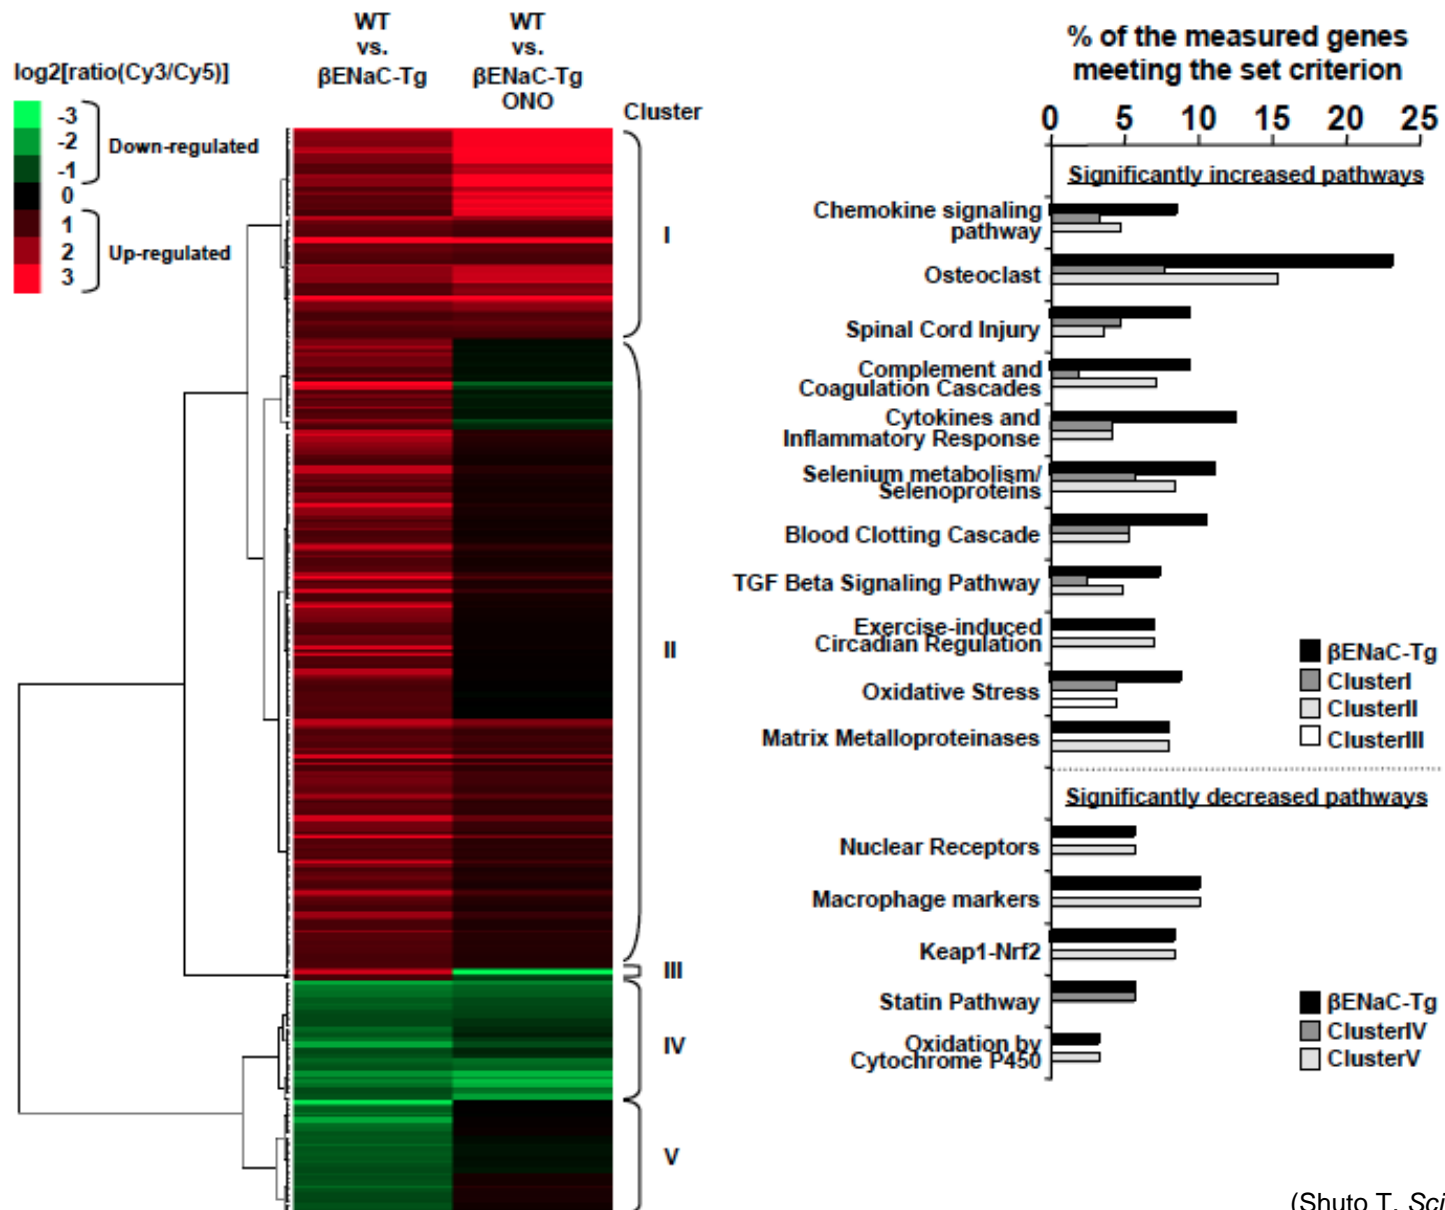 WT
vs.
βENaC-Tg
WT
vs.
βENaC-Tg
ONO
log2[ratio(Cy3/Cy5)]
-3
-2
-1
0
1
2
3
Down-regulated
Up-regulated
Cluster
I
II
III
IV
V
% of the measured genes
meeting the set criterion
0 5 10 15 20 25
Significantly increased pathways
Chemokine signaling
pathway
Osteoclast
Spinal Cord Injury
Complement and
Coagulation Cascades
Cytokines and
Inflammatory Response
Selenium metabolism/
Selenoproteins
Blood Clotting Cascade
TGF Beta Signaling Pathway
Exercise-induced
Circadian Regulation
Oxidative Stress
Matrix Metalloproteinases
βENaC-Tg
ClusterI
ClusterII
ClusterIII
Significantly decreased pathways
Nuclear Receptors
Macrophage markers
Keap1-Nrf2
Statin Pathway
Oxidation by
Cytochrome P450
βENaC-Tg
ClusterIV
ClusterV
(Shuto T, Sci